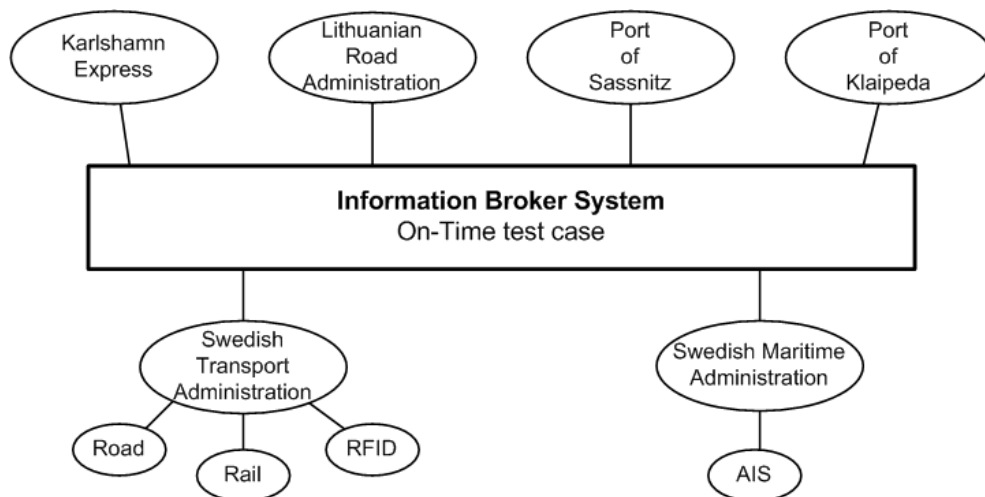 Karlshamn
Express
Lithuanian
Road
Administration
Port
of
Sassnitz
Port
of
Klaipeda
Information Broker System
On-Time test case
Swedish
Transport
Administration
Swedish Maritime
Administration
Road
Rail
RFID
AIS